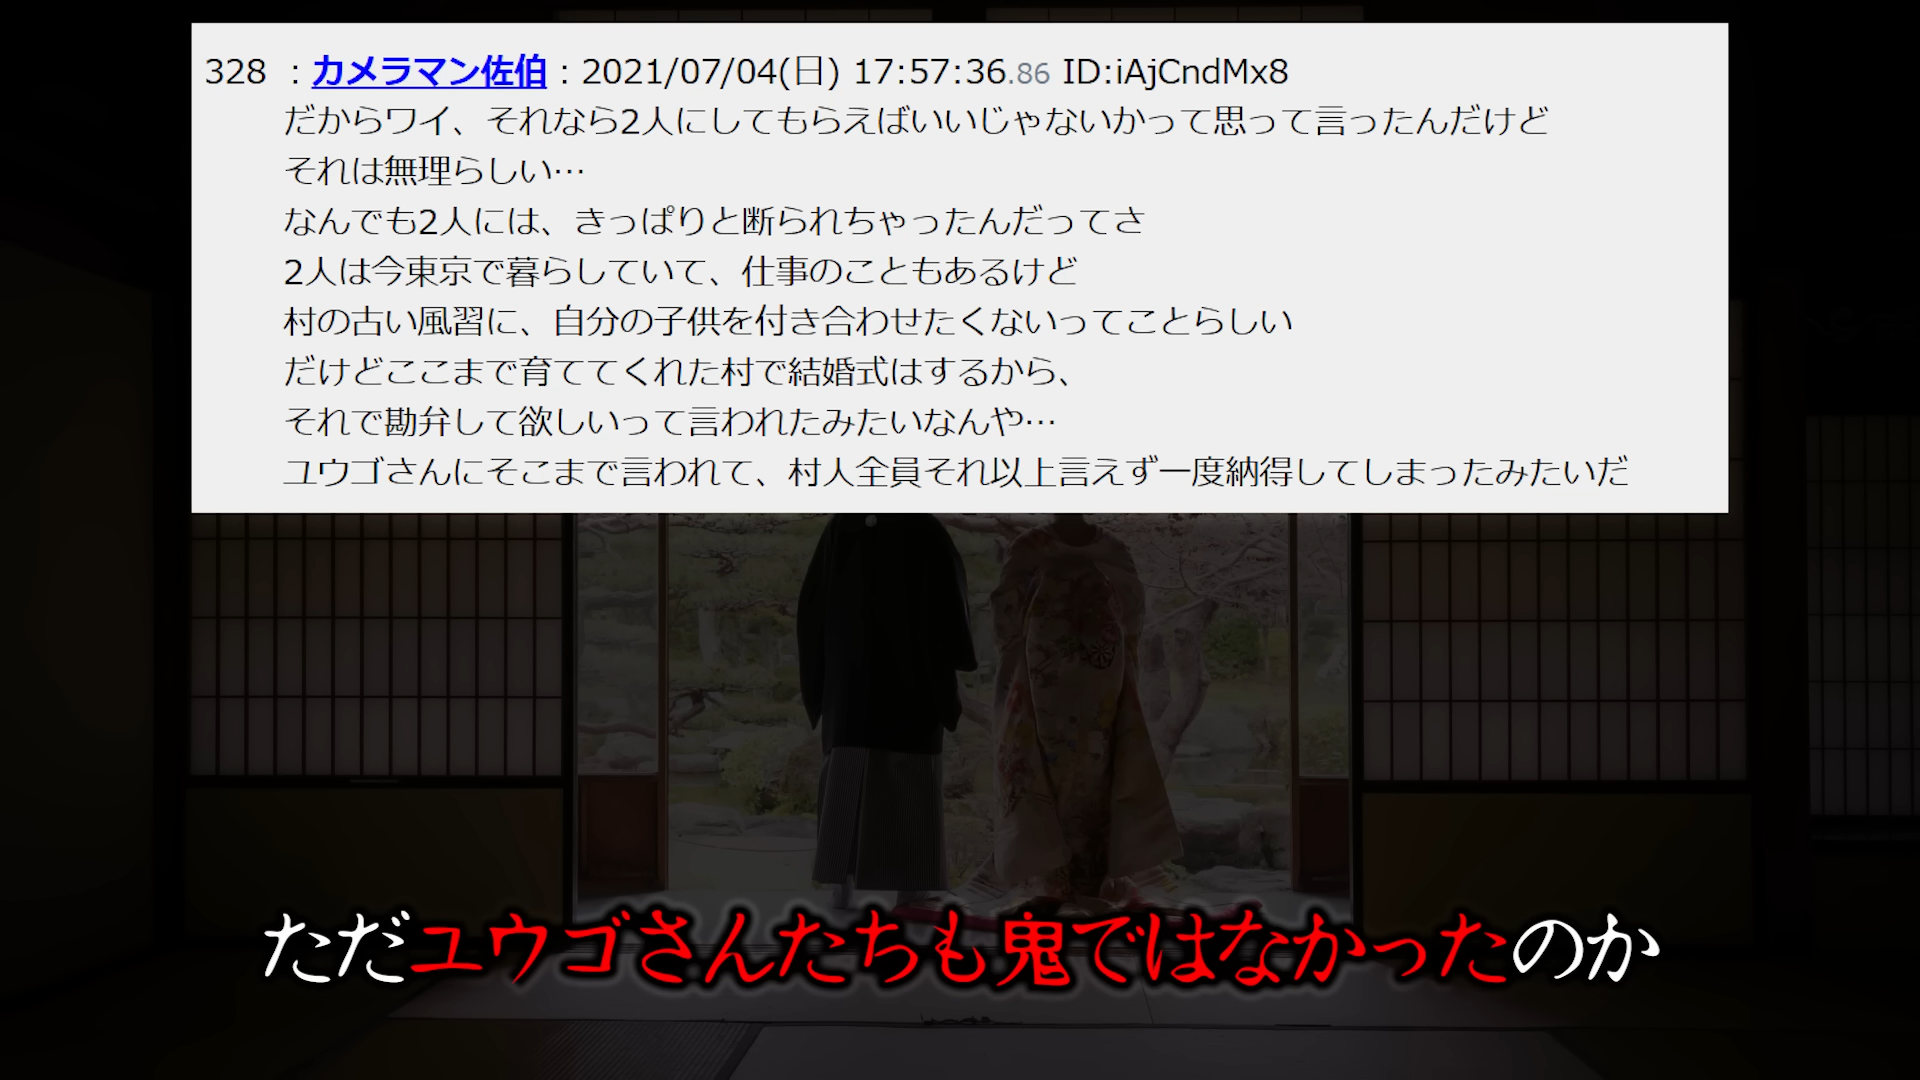 328 ：カメラマン佐伯：2021/07/04(日) 17:57:36.86 ID:iAjCndMx8
だからワイ、それなら2人にしてもらえばいいじゃないかって思って言ったんだけど
それは無理らしい…
なんでも2人には、きっぱりと断られちゃったんだってさ
2人は今東京で暮らしていて、仕事のこともあるけど
村の古い風習に、自分の子供を付き合わせたくないってことらしい
だけどここまで育ててくれた村で結婚式はするから、
それで勘弁して欲しいって言われたみたいなんや…
ユウゴさんにそこまで言われて、村人全員それ以上言えず一度納得してしまったみたいだ
ただユウゴさんたちも鬼ではなかったのか